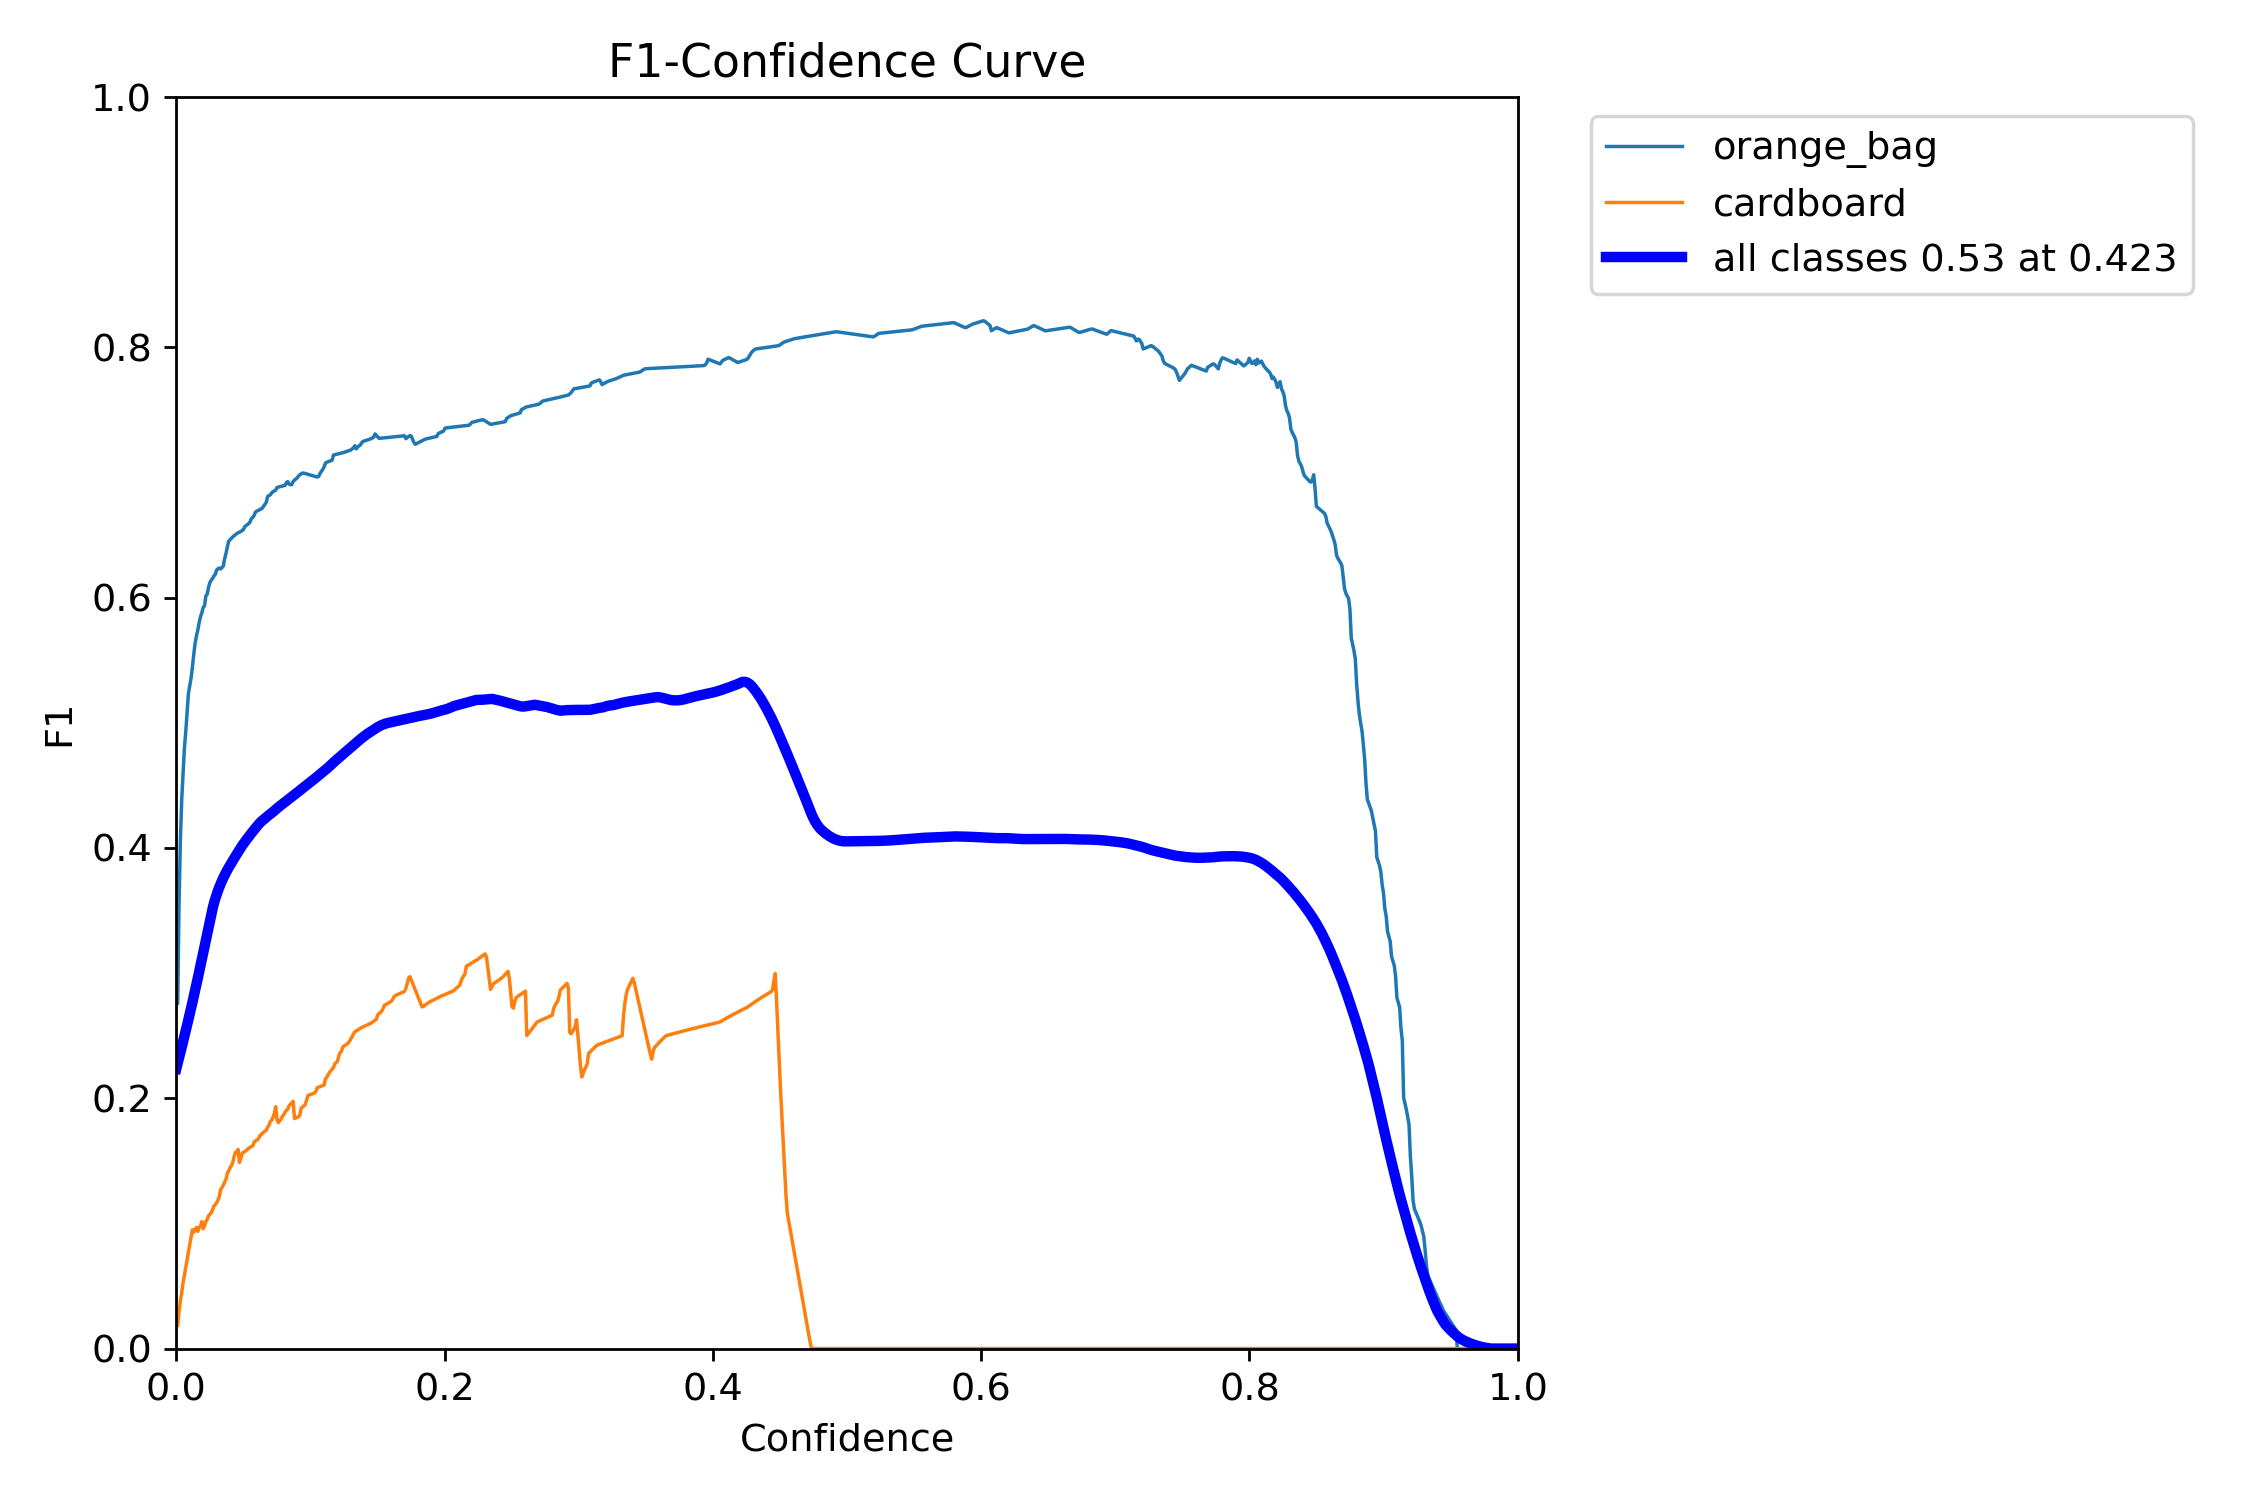 F1-Confidence Curve
1.0
0.8
0.6
0.4
0.2
0.0
F1
0.0 0.2 0.4 0.6 0.8 1.0
Confidence
orange_bag
cardboard
all classes 0.53 at 0.423